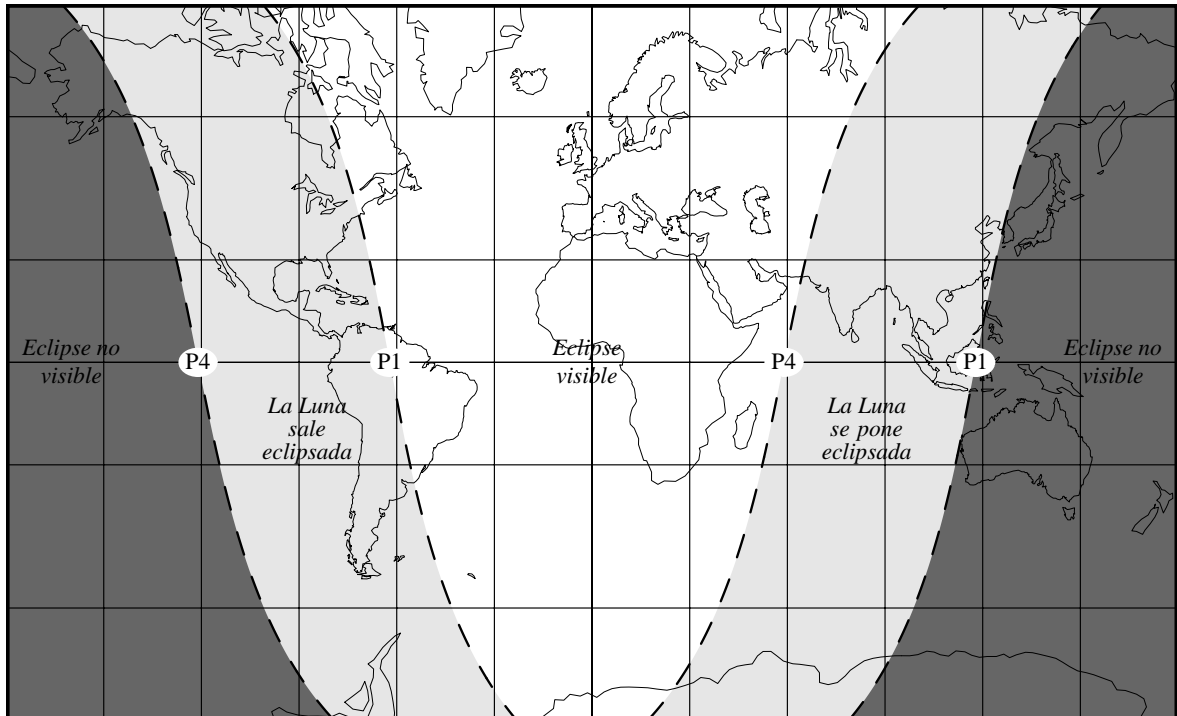 Eclipse no
visible
P4
P1
Eclipse
visible
P4
P1
Eclipse no
visible
La Luna
sale
eclipsada
La Luna
se pone
eclipsada